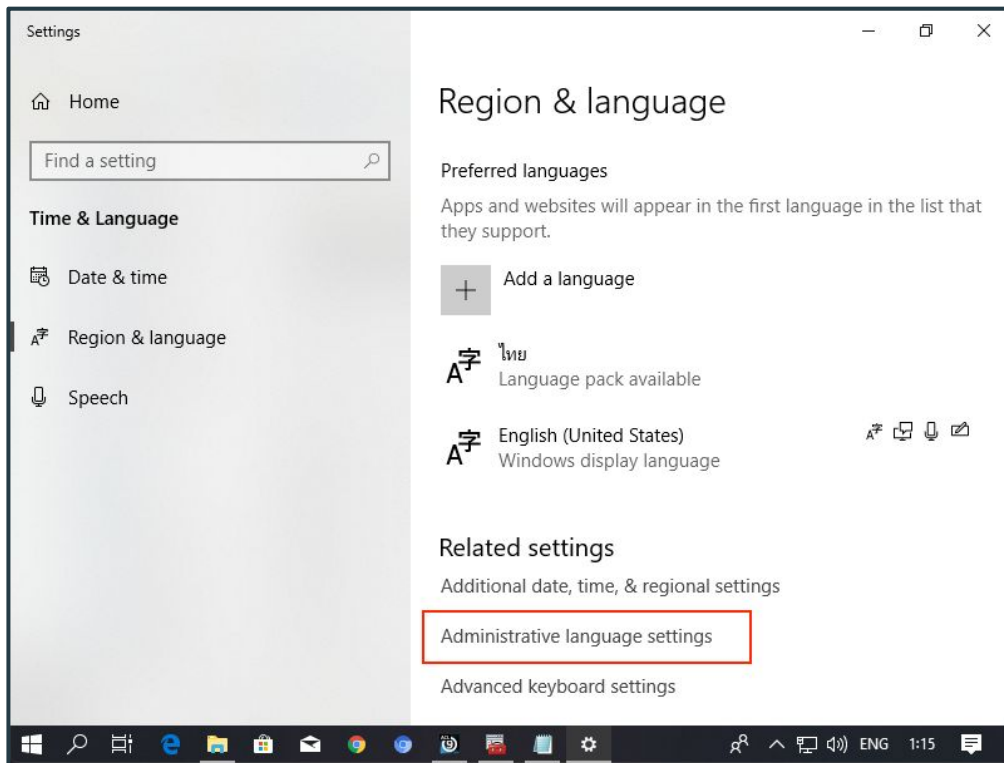 Settings
Home
Find a setting
Time & Language
Date & time
Region & language
Speech
Region & language
Preferred languages
Apps and websites will appear in the first language in the list that
they support.
Add a language
ไทย
Language pack available
English (United States)
Windows display language
Related settings
Additional date, time, & regional settings
Administrative language settings
Advanced keyboard settings
ENG
1:15